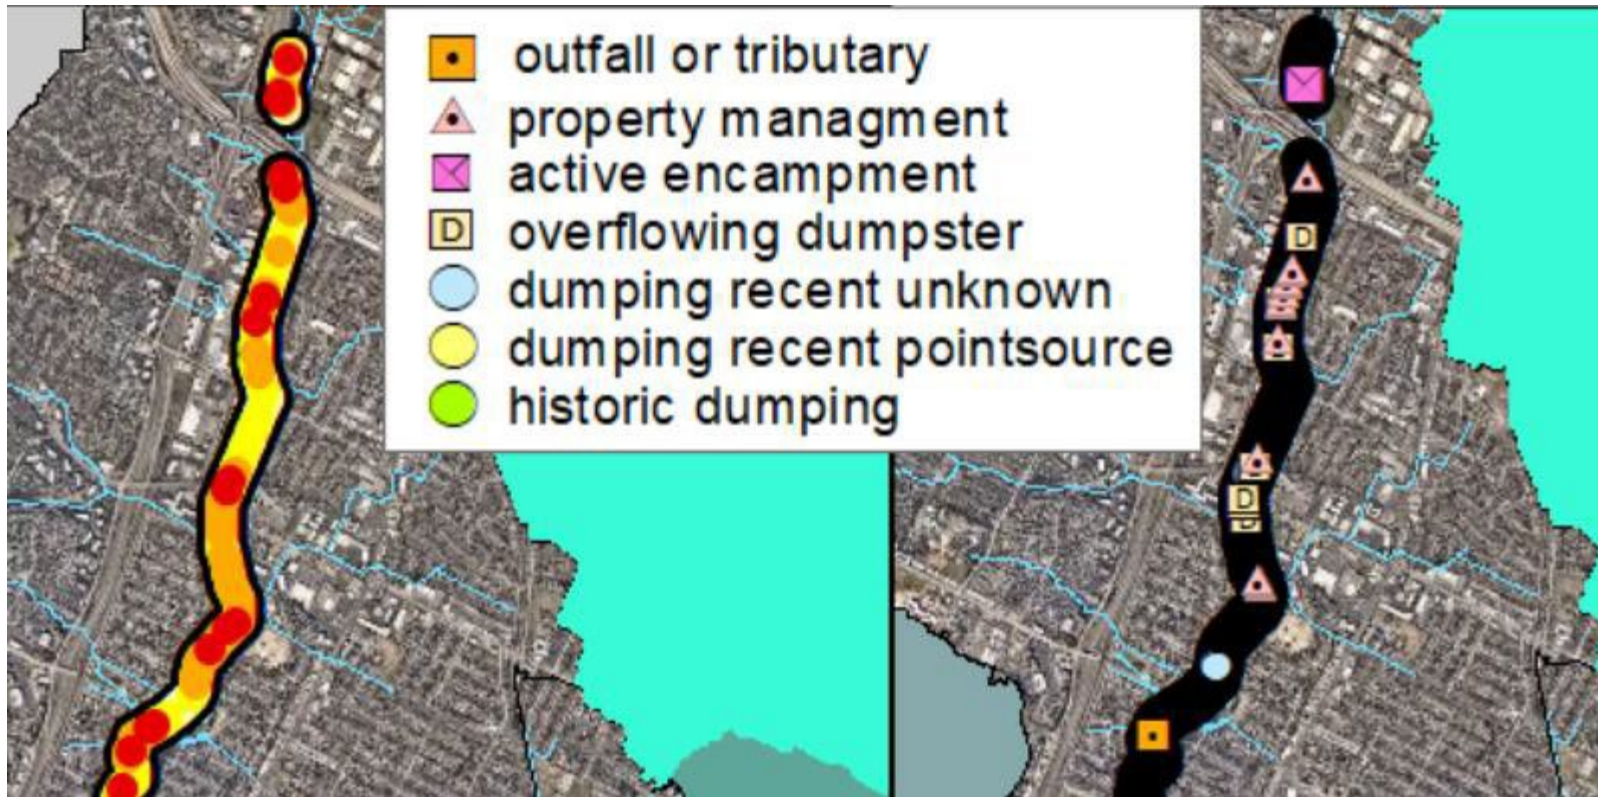 outfall or tributary
property managment
active encampment
D overflowing dumpster
dumping recent unknown
dumping recent pointsource
historic dumping
D
D
D